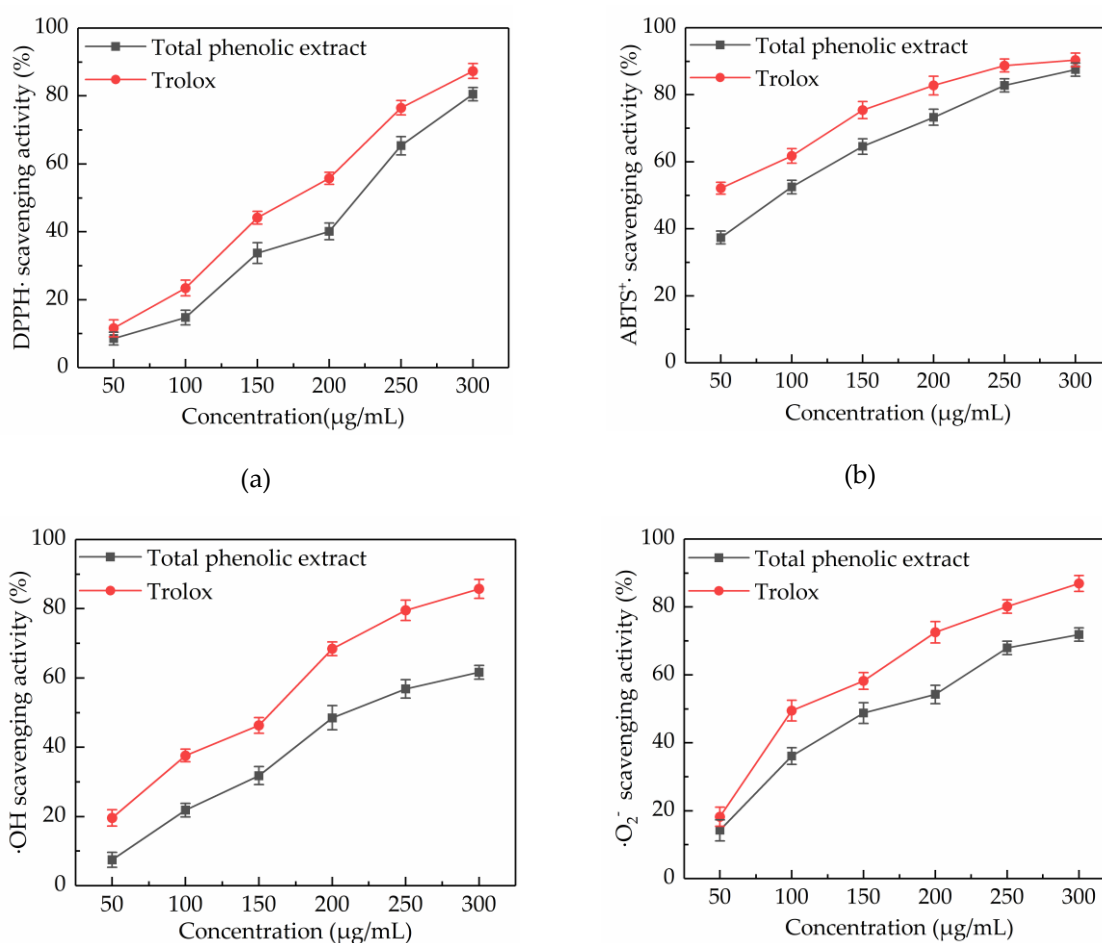 100
80
60
40
20
0
DPPH· scavenging activity (%)
Total phenolic extract
Trolox
50 100 150 200 250 300
Concentration(μg/mL)
(a)
100
80
60
40
20
0
ABTS⁺· scavenging activity (%)
Total phenolic extract
Trolox
50 100 150 200 250 300
Concentration (μg/mL)
(b)
100
80
60
40
20
0
·OH scavenging activity (%)
Total phenolic extract
Trolox
50 100 150 200 250 300
Concentration (μg/mL)
100
80
60
40
20
0
·O₂⁻ scavenging activity (%)
Total phenolic extract
Trolox
50 100 150 200 250 300
Concentration (μg/mL)